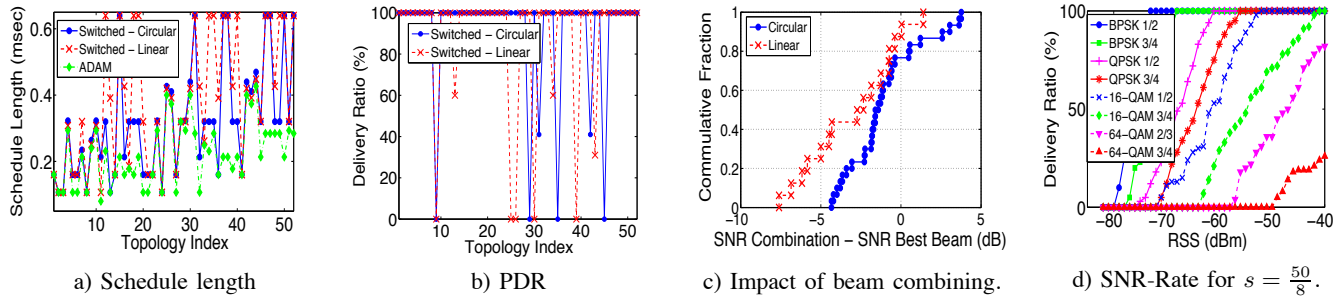 Schedule Length (msec)
0.6
0.4
0.2
10 20 30 40 50
Topology Index
Switched − Circular
Switched − Linear
ADAM
a) Schedule length
Delivery Ratio (%)
100
50
0
10 20 30 40 50
Topology Index
Switched−Circular
Switched−Linear
b) PDR
Commulative Fraction
1
0.8
0.6
0.4
0.2
0
−10 −5 0 5 10
SNR Combination − SNR Best Beam (dB)
Circular
Linear
c) Impact of beam combining.
Delivery Ratio (%)
100
50
0
−80 −70 −60 −50 −40
RSS (dBm)
BPSK 1/2
BPSK 3/4
QPSK 1/2
QPSK 3/4
16−QAM 1/2
16−QAM 3/4
64−QAM 2/3
64−QAM 3/4
d) SNR-Rate for s = 50/8.